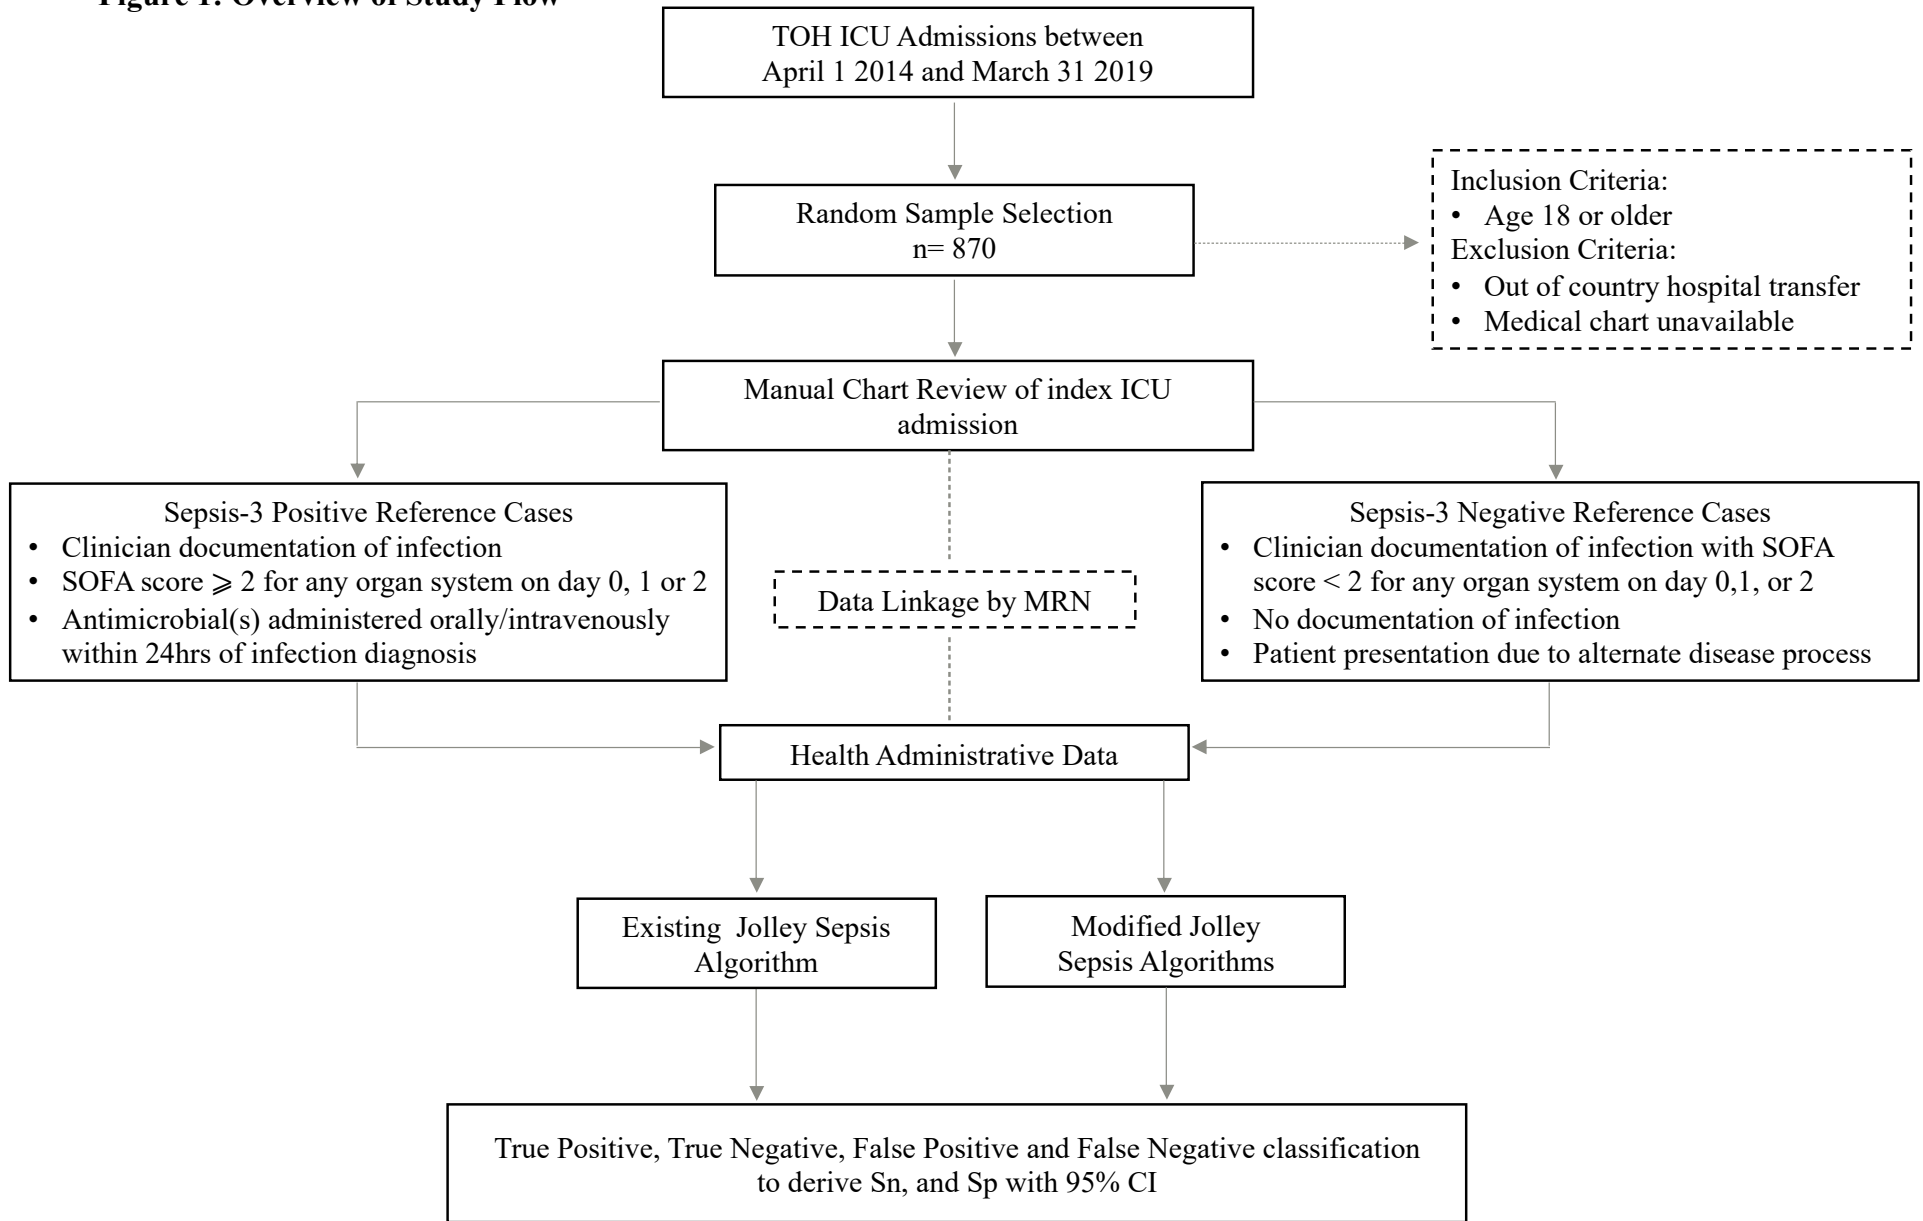 Figure 1: Overview of Study Flow
TOH ICU Admissions between
April 1 2014 and March 31 2019
Random Sample Selection
n= 870
Inclusion Criteria:
• Age 18 or older
Exclusion Criteria:
• Out of country hospital transfer
• Medical chart unavailable
Manual Chart Review of index ICU
admission
Sepsis-3 Positive Reference Cases
• Clinician documentation of infection
• SOFA score ⩾ 2 for any organ system on day 0, 1 or 2
• Antimicrobial(s) administered orally/intravenously
within 24hrs of infection diagnosis
Data Linkage by MRN
Sepsis-3 Negative Reference Cases
• Clinician documentation of infection with SOFA
score < 2 for any organ system on day 0,1, or 2
• No documentation of infection
• Patient presentation due to alternate disease process
Health Administrative Data
Existing Jolley Sepsis
Algorithm
Modified Jolley
Sepsis Algorithms
True Positive, True Negative, False Positive and False Negative classification
to derive Sn, and Sp with 95% CI